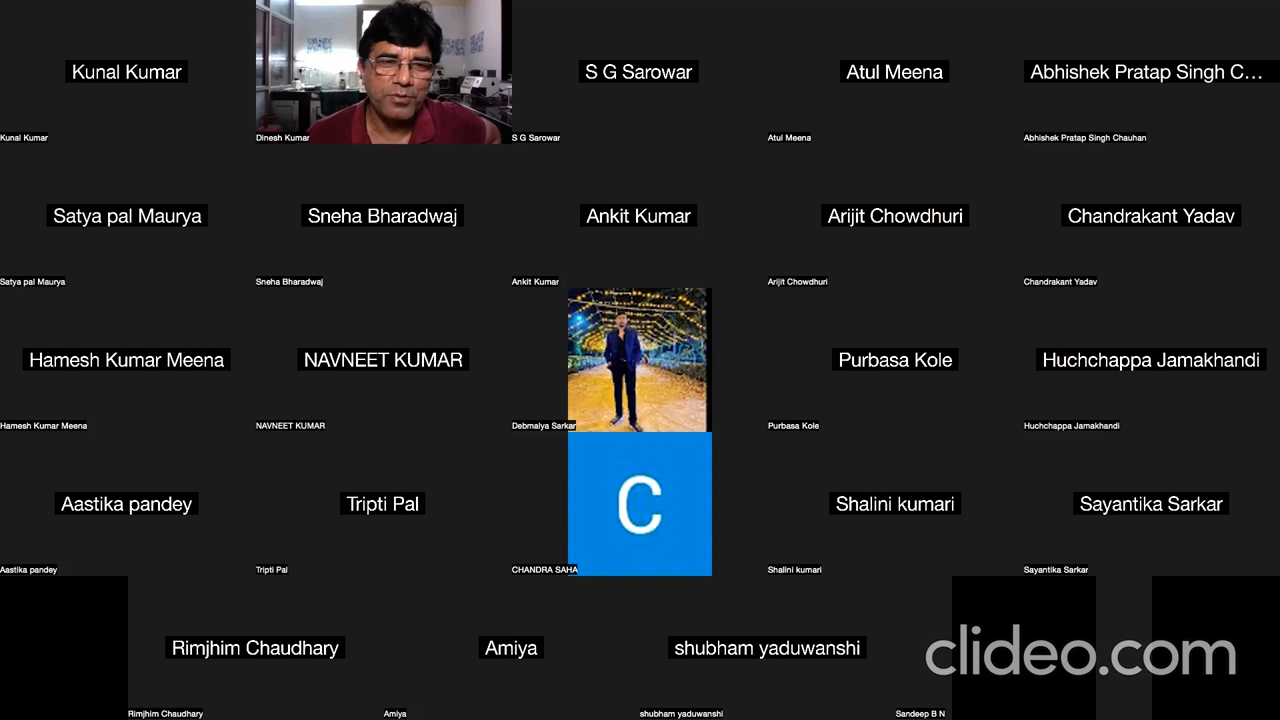 Kunal Kumar
S G Sarowar
Atul Meena
Abhishek Pratap Singh C...
Kunal Kumar
Dinesh Kumar
S G Sarowar
Atul Meena
Abhishek Pratap Singh Chauhan
Satya pal Maurya
Sneha Bharadwaj
Ankit Kumar
Arijit Chowdhuri
Chandrakant Yadav
Satya pal Maurya
Sneha Bharadwaj
Ankit Kumar
Arijit Chowdhuri
Chandrakant Yadav
Hamesh Kumar Meena
NAVNEET KUMAR
Purbasa Kole
Huchchappa Jamakhandi
Hamesh Kumar Meena
NAVNEET KUMAR
Debmalya Sarkar
Purbasa Kole
Huchchappa Jamakhandi
Aastika pandey
Tripti Pal
C
Shalini kumari
Sayantika Sarkar
Aastika pandey
Tripti Pal
CHANDRA SAHA
Shalini kumari
Sayantika Sarkar
Rimjhim Chaudhary
Amiya
shubham yaduwanshi
clideo.com
Rimjhim Chaudhary
Amiya
shubham yaduwanshi
Sandeep B N